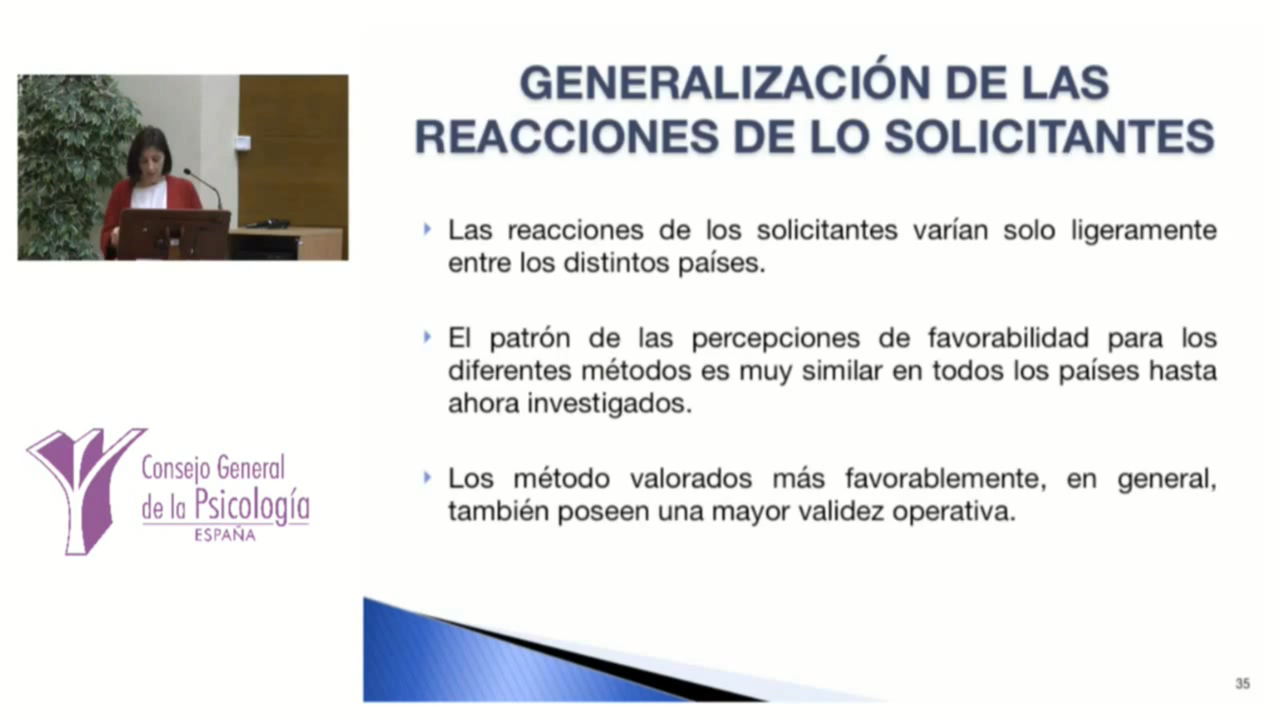 GENERALIZACIÓN DE LAS
REACCIONES DE LO SOLICITANTES
Las reacciones de los solicitantes varían solo ligeramente
entre los distintos países.
El patrón de las percepciones de favorabilidad para los
diferentes métodos es muy similar en todos los países hasta
ahora investigados.
Los método valorados más favorablemente, en general,
también poseen una mayor validez operativa.
Consejo General
de la Psicología
ESPAÑA
35